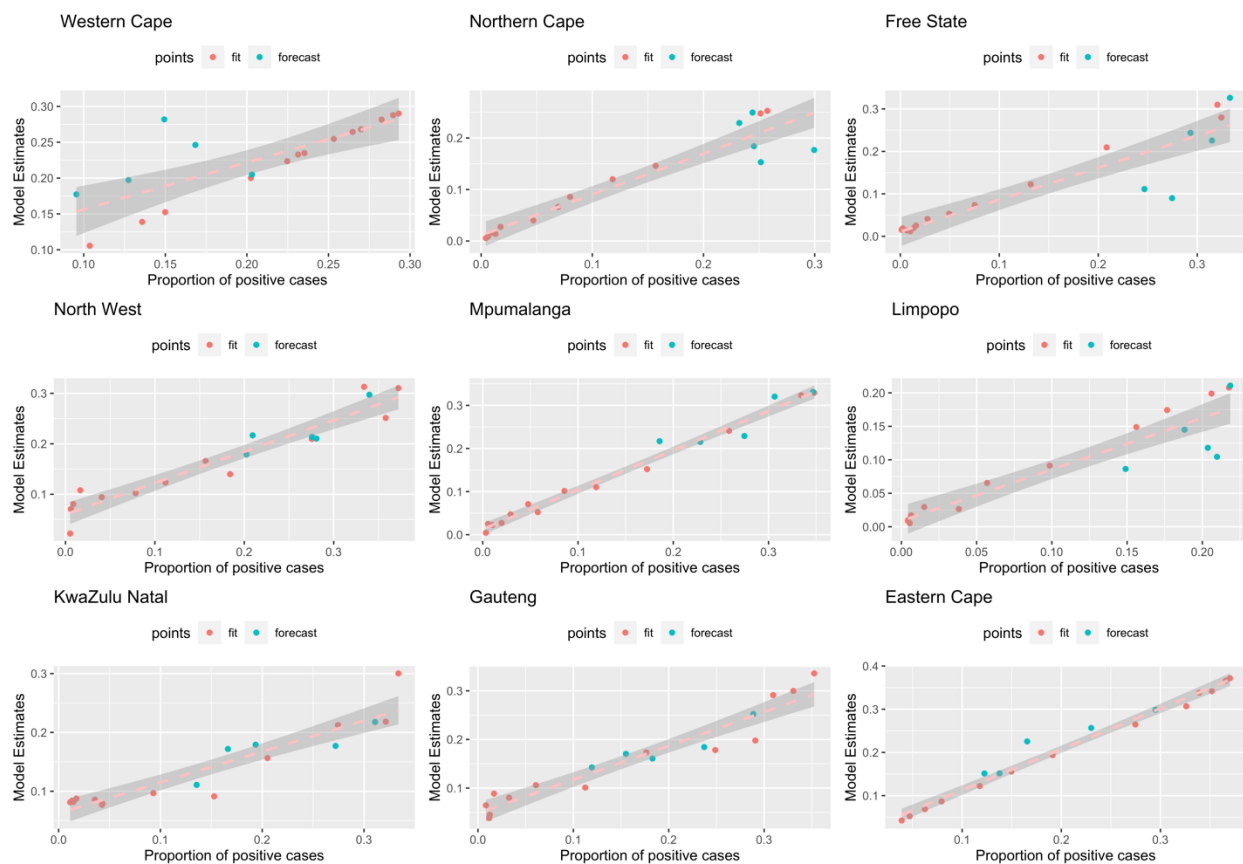 Western Cape
points fit forecast
Model Estimates
0.30
0.25
0.20
0.15
0.10
0.10 0.15 0.20 0.25 0.30
Proportion of positive cases
Northern Cape
points fit forecast
Model Estimates
0.2
0.1
0.0
0.0 0.1 0.2 0.3
Proportion of positive cases
Free State
points fit forecast
Model Estimates
0.3
0.2
0.1
0.0
0.0 0.1 0.2 0.3
Proportion of positive cases
North West
points fit forecast
Model Estimates
0.3
0.2
0.1
0.0 0.1 0.2 0.3
Proportion of positive cases
Mpumalanga
points fit forecast
Model Estimates
0.3
0.2
0.1
0.0
0.0 0.1 0.2 0.3
Proportion of positive cases
Limpopo
points fit forecast
Model Estimates
0.20
0.15
0.10
0.05
0.00
0.00 0.05 0.10 0.15 0.20
Proportion of positive cases
KwaZulu Natal
points fit forecast
Model Estimates
0.3
0.2
0.1
0.0 0.1 0.2 0.3
Proportion of positive cases
Gauteng
points fit forecast
Model Estimates
0.3
0.2
0.1
0.0 0.1 0.2 0.3
Proportion of positive cases
Eastern Cape
points fit forecast
Model Estimates
0.4
0.3
0.2
0.1
0.1 0.2 0.3
Proportion of positive cases